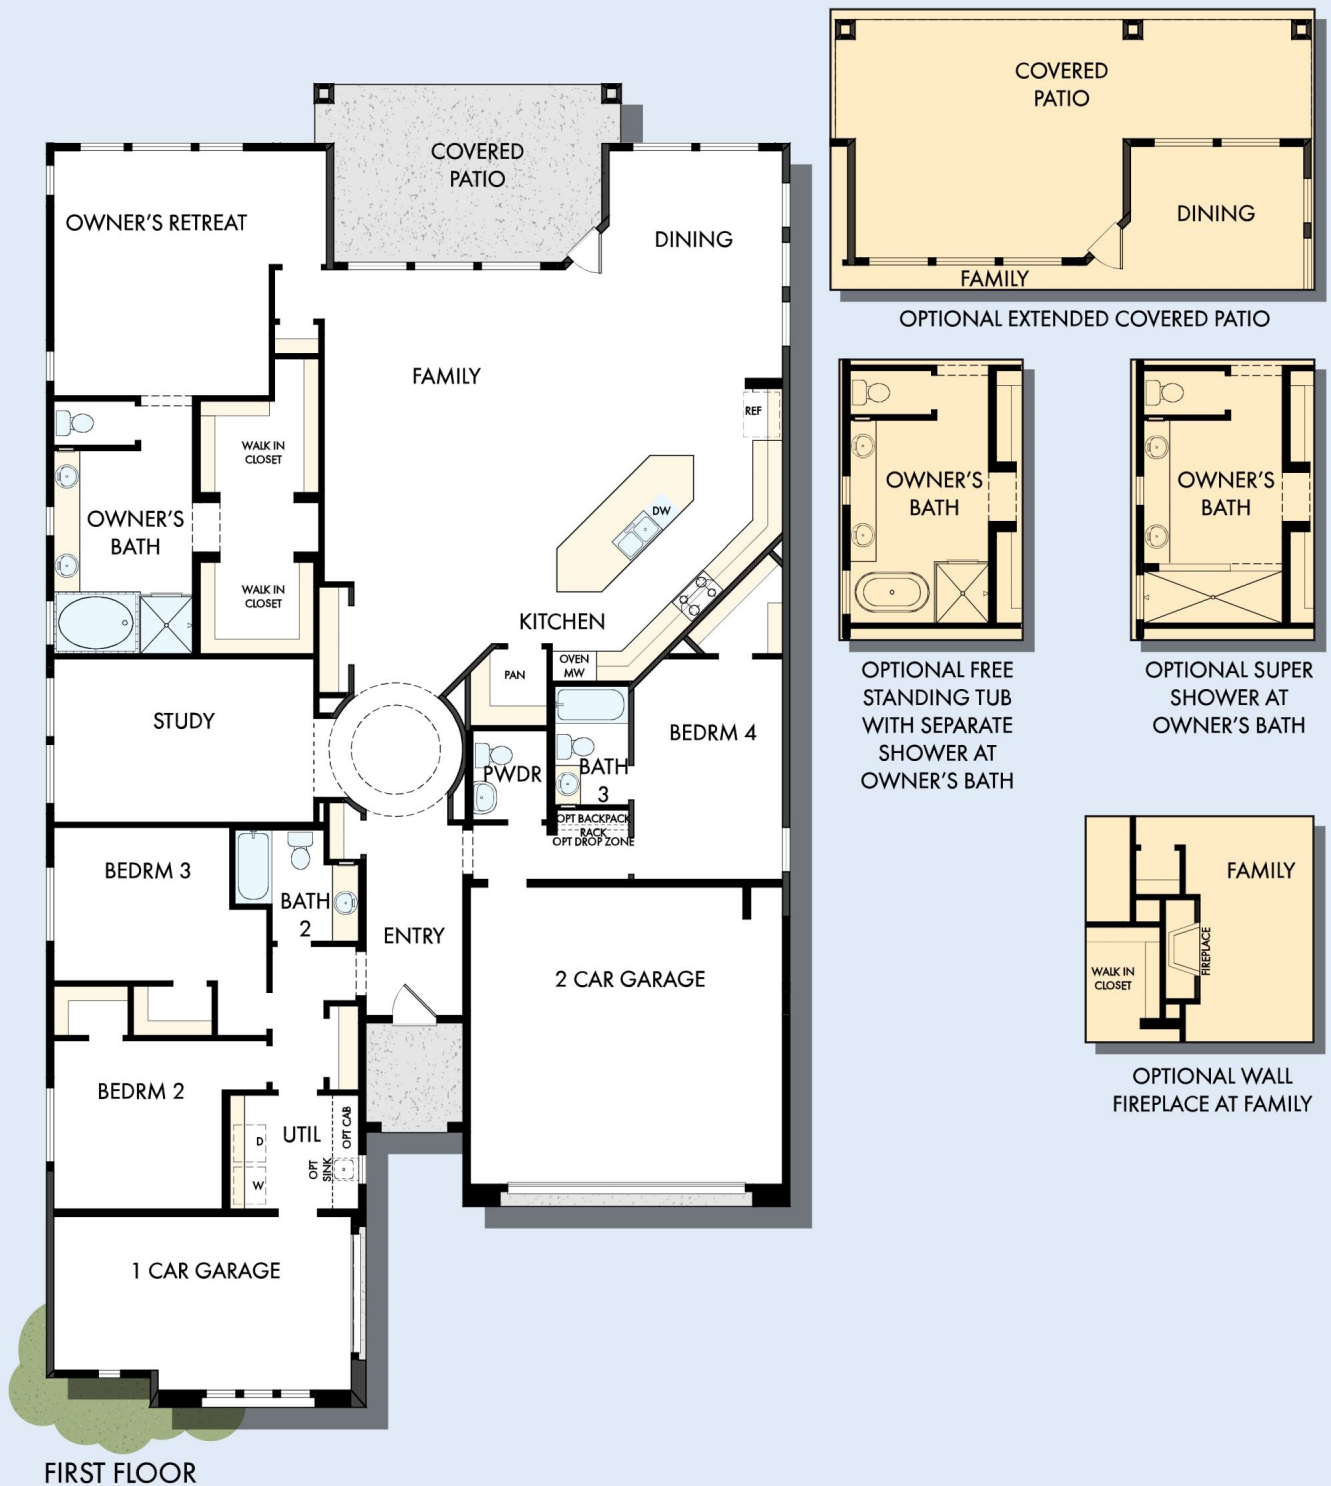 COVERED
PATIO
OWNER'S RETREAT
DINING
FAMILY
REF
WALK IN
CLOSET
DW
OWNER'S
BATH
WALK IN
CLOSET
KITCHEN
OVEN
MW
PAN
STUDY
BEDRM 4
PWDR
BATH
3
OPT BACKPACK
RACK
OPT DROP ZONE
BEDRM 3
BATH
2
ENTRY
2 CAR GARAGE
BEDRM 2
UTIL
D
W
OPT CAB
OPT
SINK
1 CAR GARAGE
FIRST FLOOR
COVERED
PATIO
DINING
FAMILY
OPTIONAL EXTENDED COVERED PATIO
OWNER'S
BATH
OPTIONAL FREE
STANDING TUB
WITH SEPARATE
SHOWER AT
OWNER'S BATH
OWNER'S
BATH
OPTIONAL SUPER
SHOWER AT
OWNER'S BATH
FAMILY
FIREPLACE
WALK IN
CLOSET
OPTIONAL WALL
FIREPLACE AT FAMILY